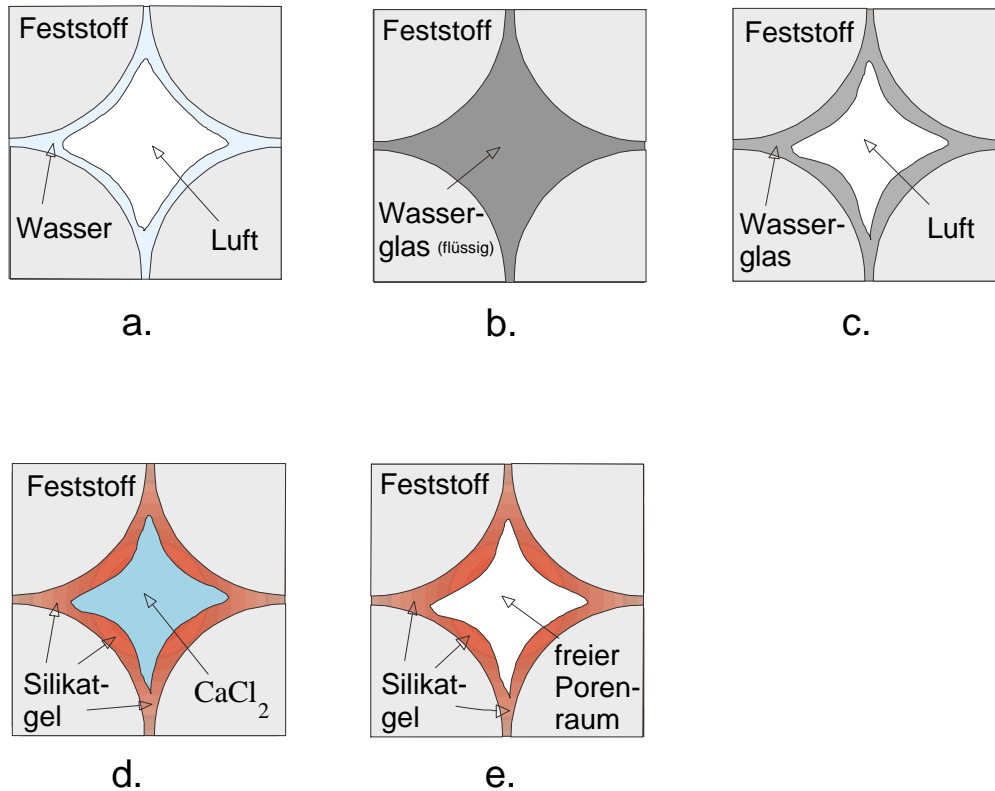 Feststoff
Wasser
Luft
a.
Wasser-
glas (flüssig)
b.
Feststoff
Wasser-
glas
Luft
c.
Feststoff
Silikat-
gel
CaCl2
d.
Feststoff
Silikat-
gel
freier
Poren-
raum
e.